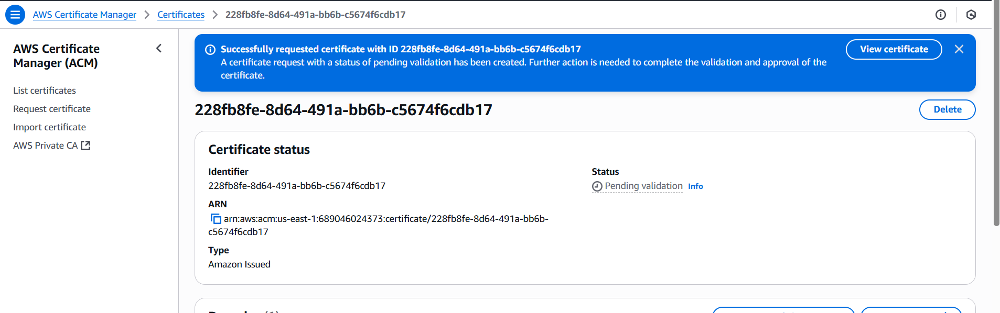 AWS Certificate Manager > Certificates > 228fb8fe-8d64-491a-bb6b-c5674f6cdb17
AWS Certificate
Manager (ACM)
List certificates
Request certificate
Import certificate
AWS Private CA
Successfully requested certificate with ID 228fb8fe-8d64-491a-bb6b-c5674f6cdb17
A certificate request with a status of pending validation has been created. Further action is needed to complete the validation and approval of the
certificate.
View certificate
228fb8fe-8d64-491a-bb6b-c5674f6cdb17
Delete
Certificate status
Identifier
228fb8fe-8d64-491a-bb6b-c5674f6cdb17
ARN
arn:aws:acm:us-east-1:689046024373:certificate/228fb8fe-8d64-491a-bb6b-
c5674f6cdb17
Type
Amazon Issued
Status
Pending validation Info